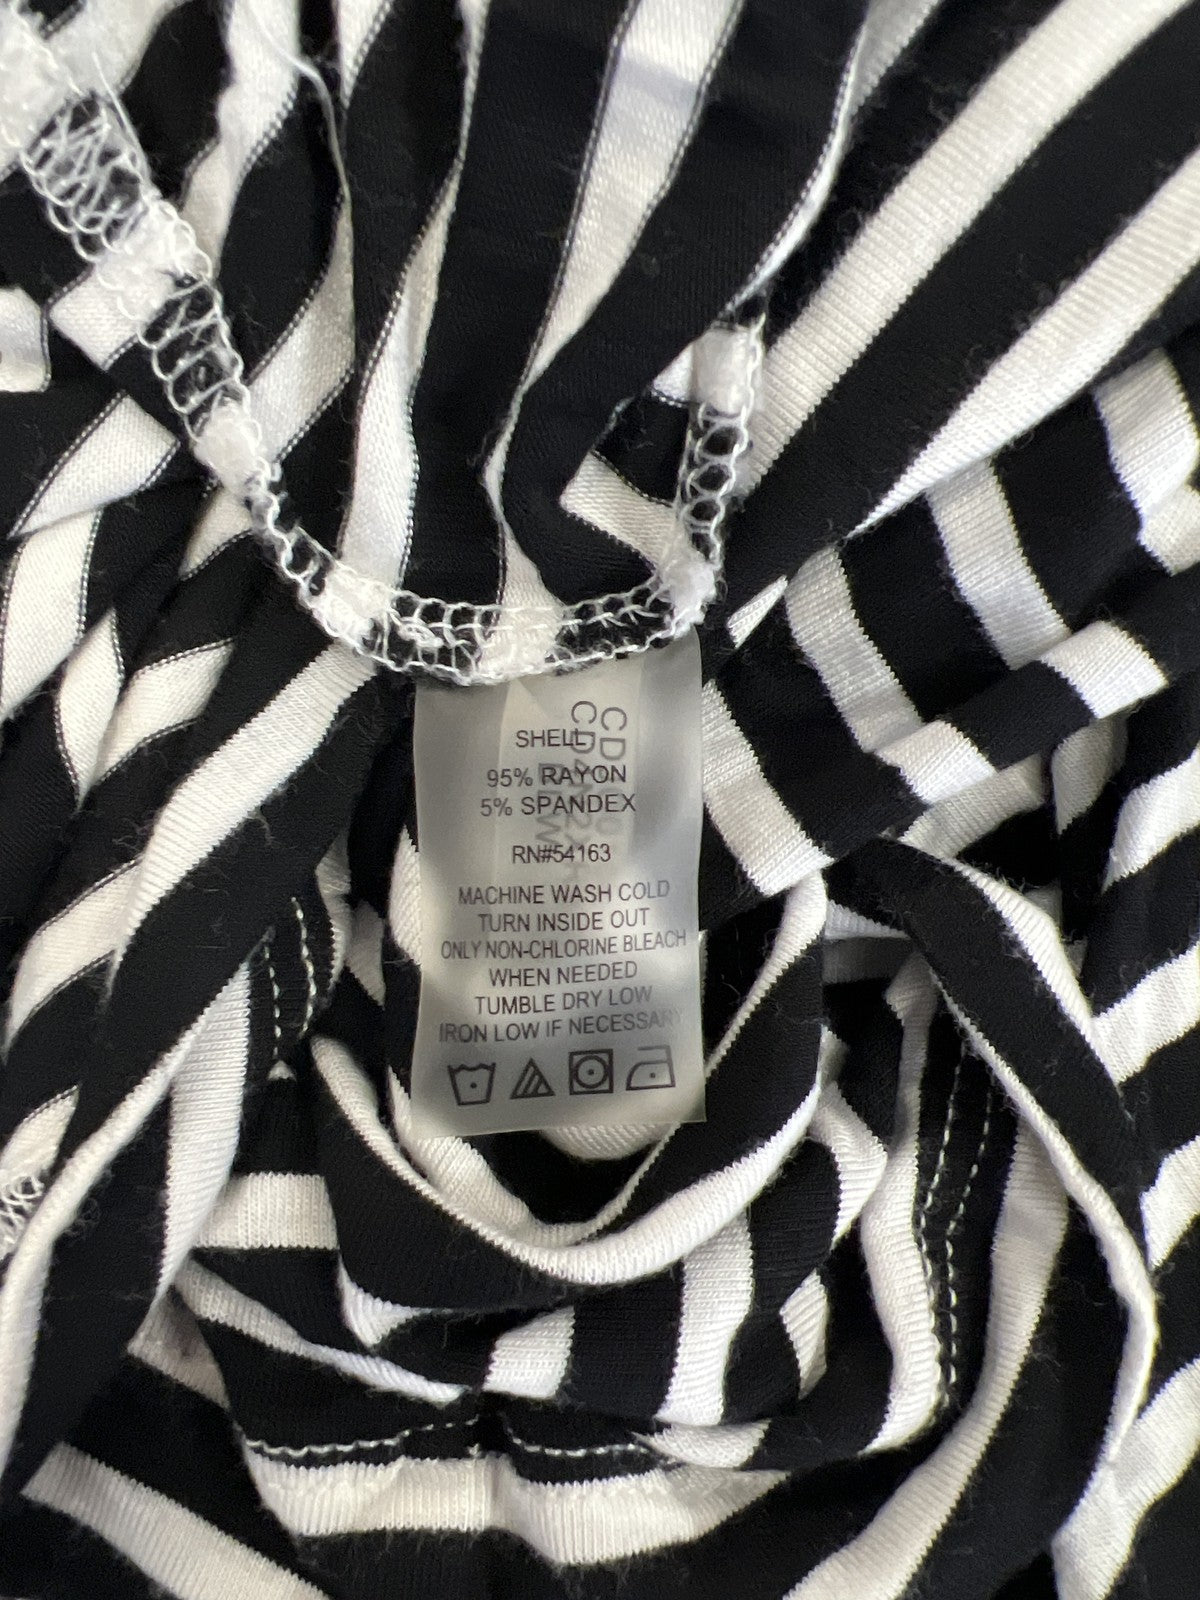 SHELL
95% RAYON
5% SPANDEX
RN#54163
MACHINE WASH COLD
TURN INSIDE OUT
ONLY NON-CHLORINE BLEACH
WHEN NEEDED
TUMBLE DRY LOW
IRON LOW IF NECESSARY